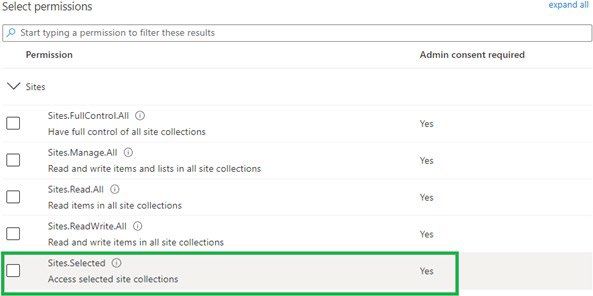 Select permissions
expand all
Start typing a permission to filter these results
Permission Admin consent required
Sites
Sites.FullControl.All
Have full control of all site collections Yes
Sites.Manage.All
Read and write items and lists in all site collections Yes
Sites.Read.All
Read items in all site collections Yes
Sites.ReadWrite.All
Read and write items in all site collections Yes
Sites.Selected
Access selected site collections Yes